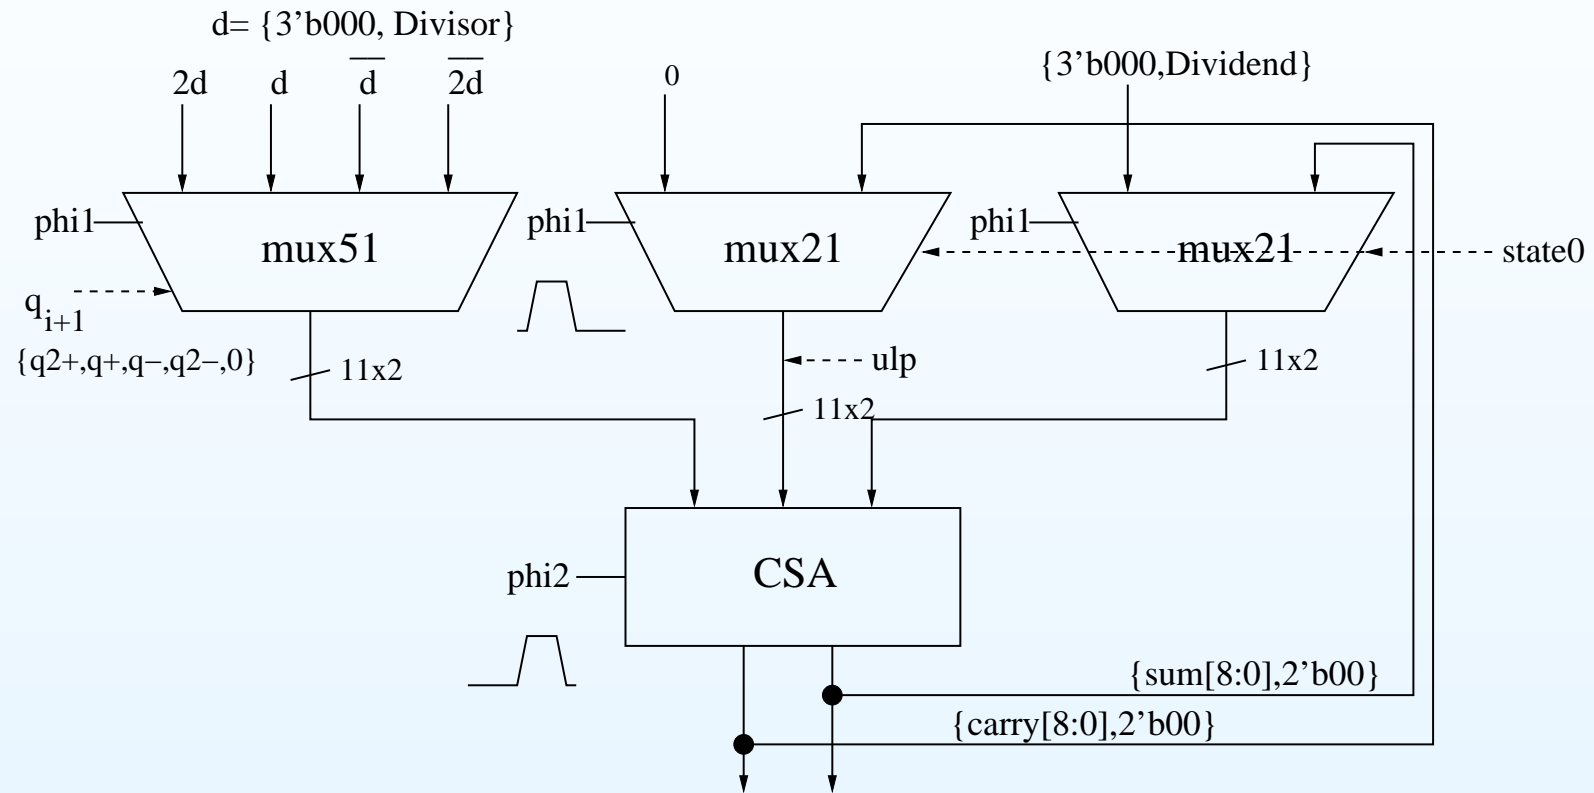 d= {3’b000, Divisor}
2d d d 2d
0
{3’b000,Dividend}
phi1
mux51
phi1
mux21
phi1
mux21
state0
q i+1
{q2+,q+,q−,q2−,0}
11x2
ulp
11x2
11x2
phi2
CSA
{sum[8:0],2’b00}
{carry[8:0],2’b00}